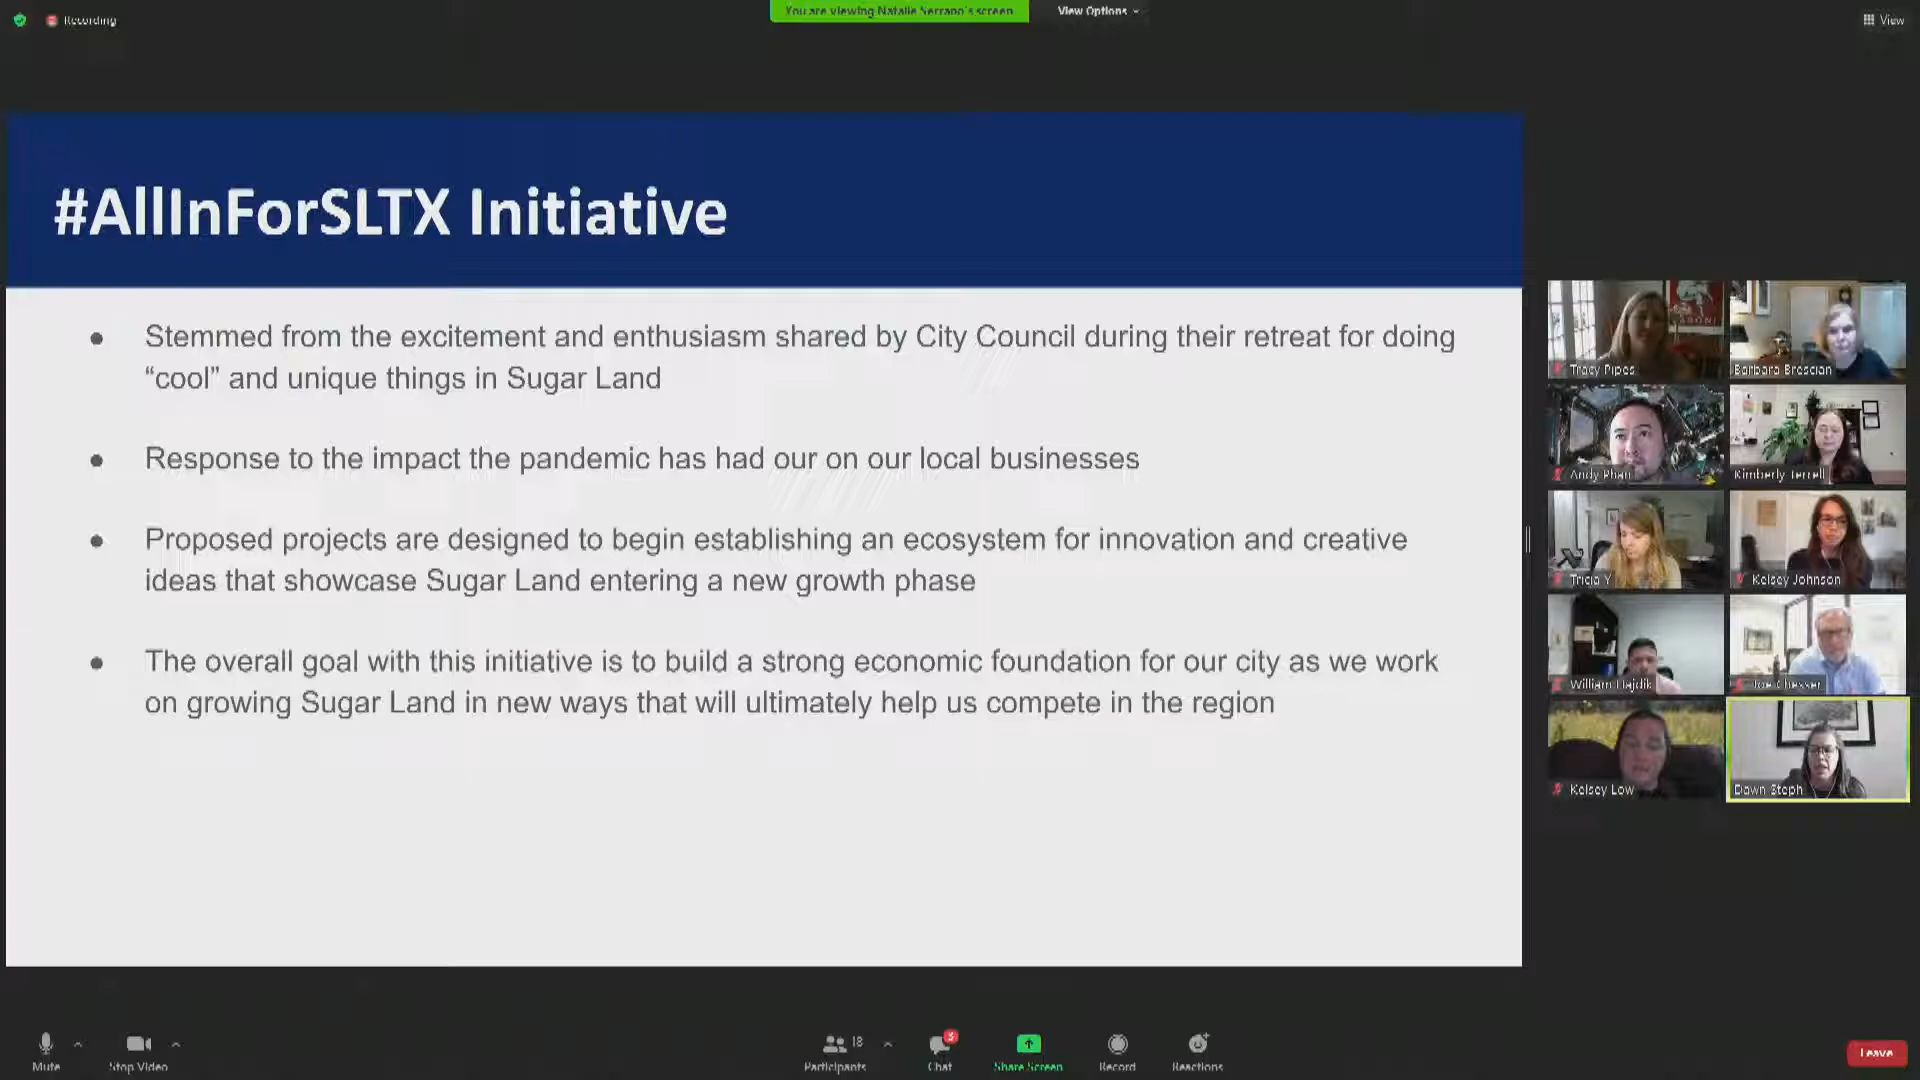 Recording
You are viewing Natalie Serrano's screen
View Options
View
#AllInForSLTX Initiative
Stemmed from the excitement and enthusiasm shared by City Council during their retreat for doing
“cool” and unique things in Sugar Land
Response to the impact the pandemic has had our on our local businesses
Proposed projects are designed to begin establishing an ecosystem for innovation and creative
ideas that showcase Sugar Land entering a new growth phase
The overall goal with this initiative is to build a strong economic foundation for our city as we work
on growing Sugar Land in new ways that will ultimately help us compete in the region
Tracy Pipes
Barbara Brescian
Andy Phan
Kimberly Terrell
Tricia Y
Kelsey Johnson
William Hajdik
Joe Chesser
Kelsey Low
Dawn Steph
Mute
Stop Video
Participants
18
Chat
Share Screen
Record
Reactions
Leave